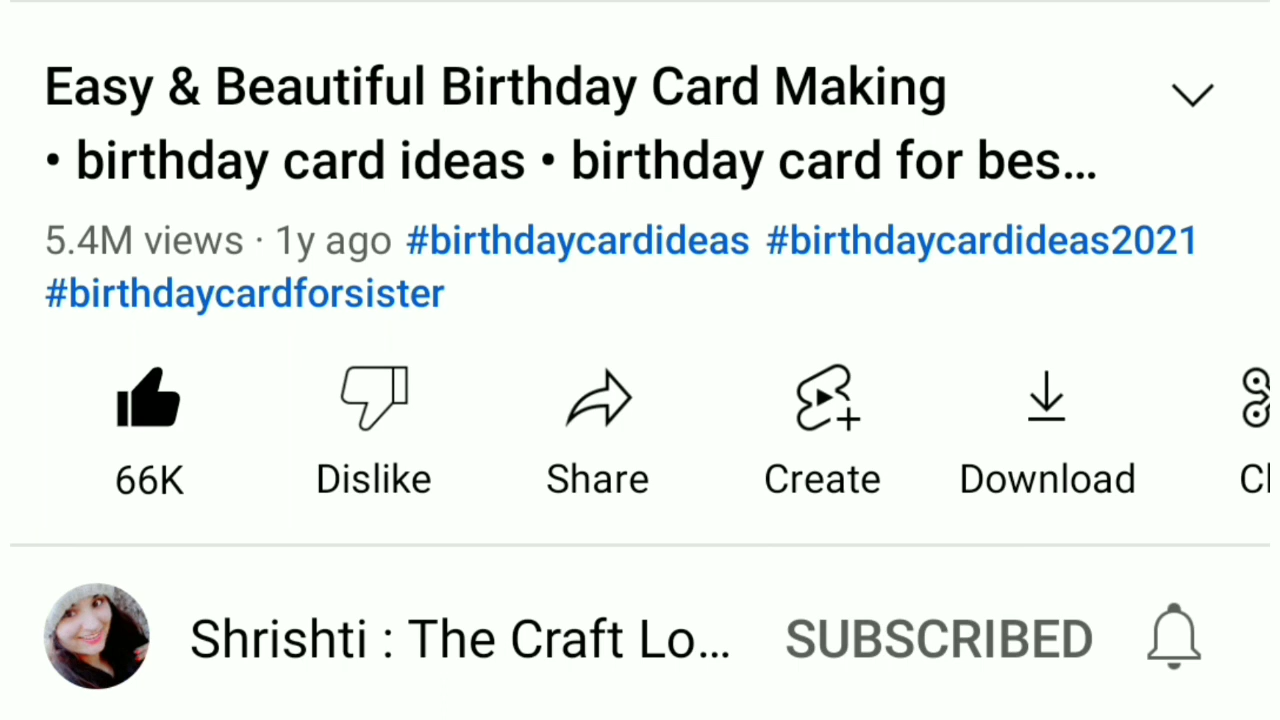 Easy & Beautiful Birthday Card Making
• birthday card ideas • birthday card for bes...
5.4M views · 1y ago #birthdaycardideas #birthdaycardideas2021
#birthdaycardforsister
66K Dislike Share Create Download Cl
Shrishti : The Craft Lo... SUBSCRIBED